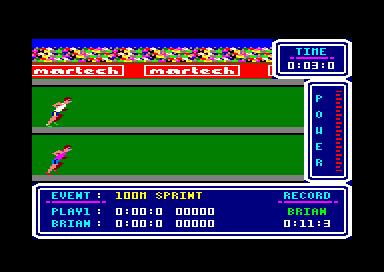 TIME
0:03:0
martech martech
POWER
EVENT : 100M SPRINT RECORD
PLAY1 : 0:00:0 00000 BRIAN
BRIAN : 0:00:0 00000 0:11:3